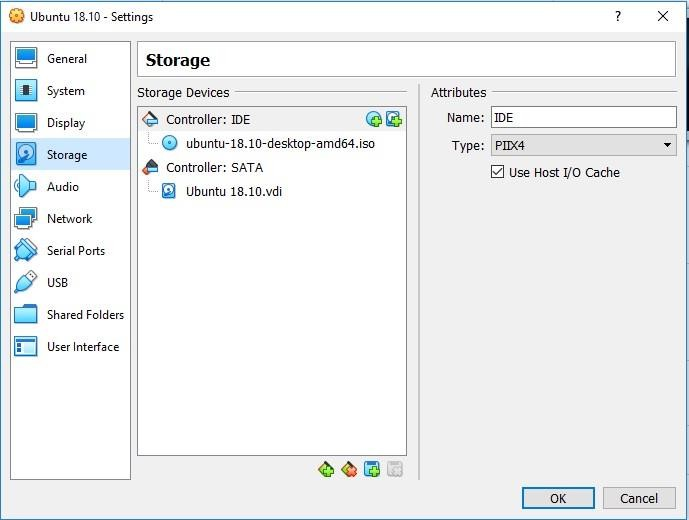 Ubuntu 18.10 - Settings
General
System
Display
Storage
Audio
Network
Serial Ports
USB
Shared Folders
User Interface
Storage
Storage Devices
Controller: IDE
ubuntu-18.10-desktop-amd64.iso
Controller: SATA
Ubuntu 18.10.vdi
Attributes
Name: IDE
Type: PIIX4
Use Host I/O Cache
OK
Cancel